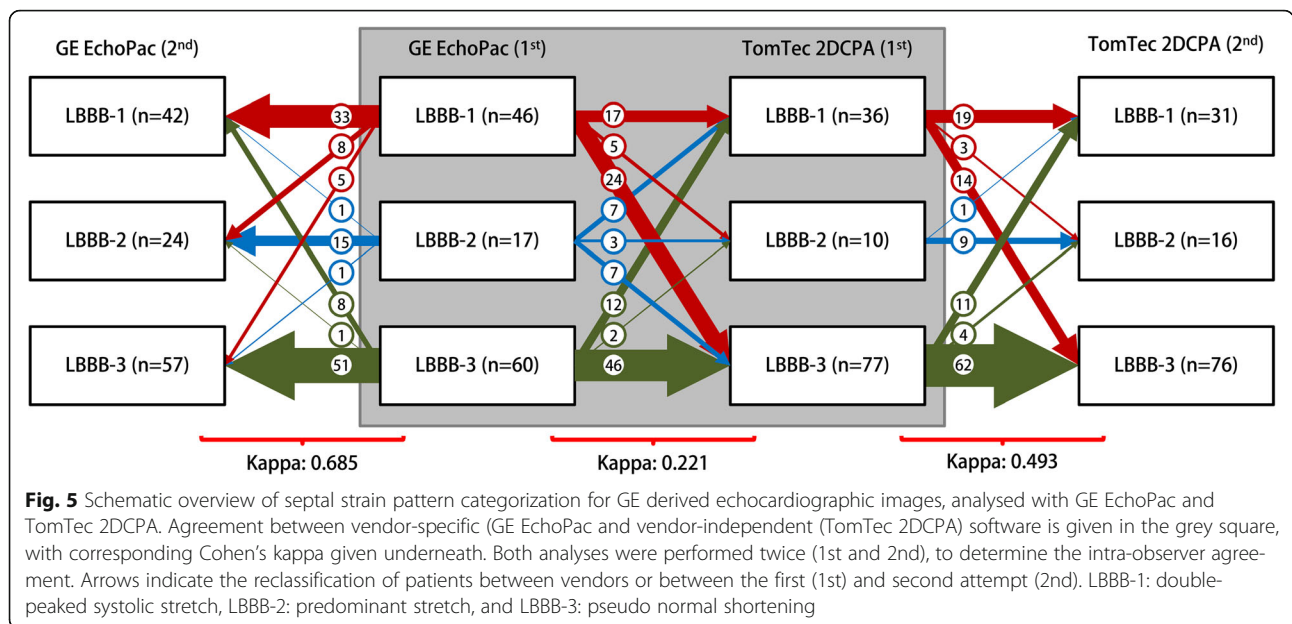 GE EchoPac (2nd) GE EchoPac (1st) TomTec 2DCPA (1st) TomTec 2DCPA (2nd)
LBBB-1 (n=42) 33 LBBB-1 (n=46) 17 LBBB-1 (n=36) 19 LBBB-1 (n=31)
8 5 3
5 24 14
1 7 1
LBBB-2 (n=24) 15 LBBB-2 (n=17) 3 LBBB-2 (n=10) 9 LBBB-2 (n=16)
1 7
8 12 11
1 2 4
LBBB-3 (n=57) 51 LBBB-3 (n=60) 46 LBBB-3 (n=77) 62 LBBB-3 (n=76)
Kappa: 0.685 Kappa: 0.221 Kappa: 0.493
Fig. 5 Schematic overview of septal strain pattern categorization for GE derived echocardiographic images, analysed with GE EchoPac and
TomTec 2DCPA. Agreement between vendor-specific (GE EchoPac and vendor-independent (TomTec 2DCPA) software is given in the grey square,
with corresponding Cohen's kappa given underneath. Both analyses were performed twice (1st and 2nd), to determine the intra-observer agree-
ment. Arrows indicate the reclassification of patients between vendors or between the first (1st) and second attempt (2nd). LBBB-1: double-
peaked systolic stretch, LBBB-2: predominant stretch, and LBBB-3: pseudo normal shortening